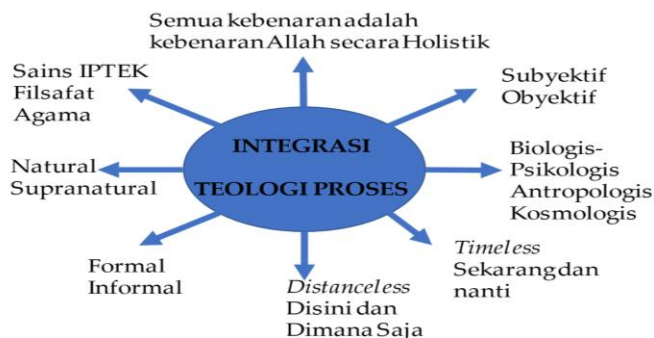 Semua kebenaran adalah
kebenaran Allah secara Holistik
Sains IPTEK
Filsafat
Agama
Subyektif
Obyektif
INTEGRASI
TEOLOGI PROSES
Natural
Supranatural
Biologis-
Psikologis
Antropologis
Kosmologis
Formal
Informal
Distanceless
Disini dan
Dimana Saja
Timeless
Sekarang dan
nanti